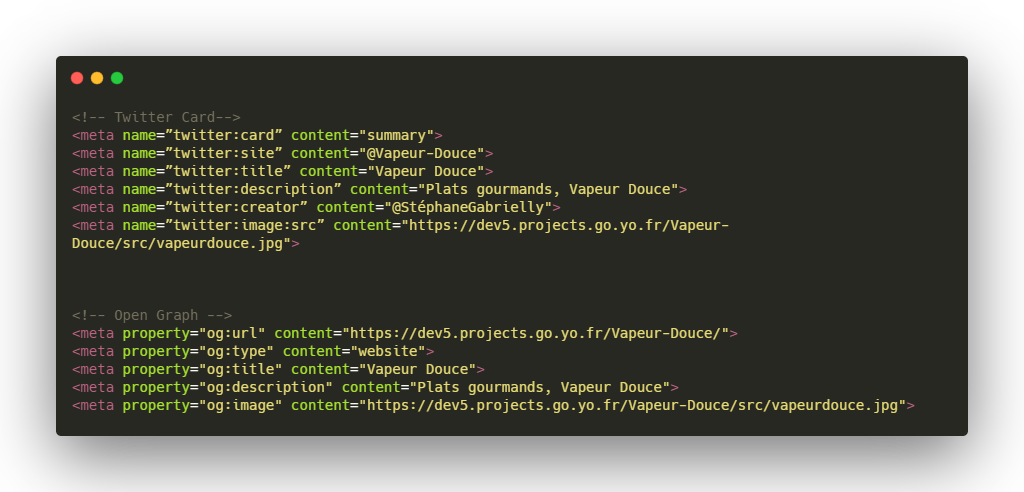 <!-- Twitter Card-->
<meta name=”twitter:card” content="summary">
<meta name=”twitter:site” content="@Vapeur-Douce">
<meta name=”twitter:title” content="Vapeur Douce">
<meta name=”twitter:description” content="Plats gourmands, Vapeur Douce">
<meta name=”twitter:creator” content="@StéphaneGabrielly">
<meta name=”twitter:image:src” content="https://dev5.projects.go.yo.fr/Vapeur-
Douce/src/vapeurdouce.jpg">
<!-- Open Graph -->
<meta property="og:url" content="https://dev5.projects.go.yo.fr/Vapeur-Douce/">
<meta property="og:type" content="website">
<meta property="og:title" content="Vapeur Douce">
<meta property="og:description" content="Plats gourmands, Vapeur Douce">
<meta property="og:image" content="https://dev5.projects.go.yo.fr/Vapeur-Douce/src/vapeurdouce.jpg">